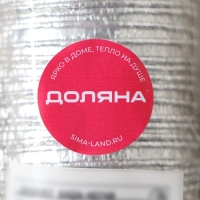 ЯРКО В ДОМЕ, ТЕПЛО НА ДУШЕ
ДОЛЯНА
SIMA-LAND.RU